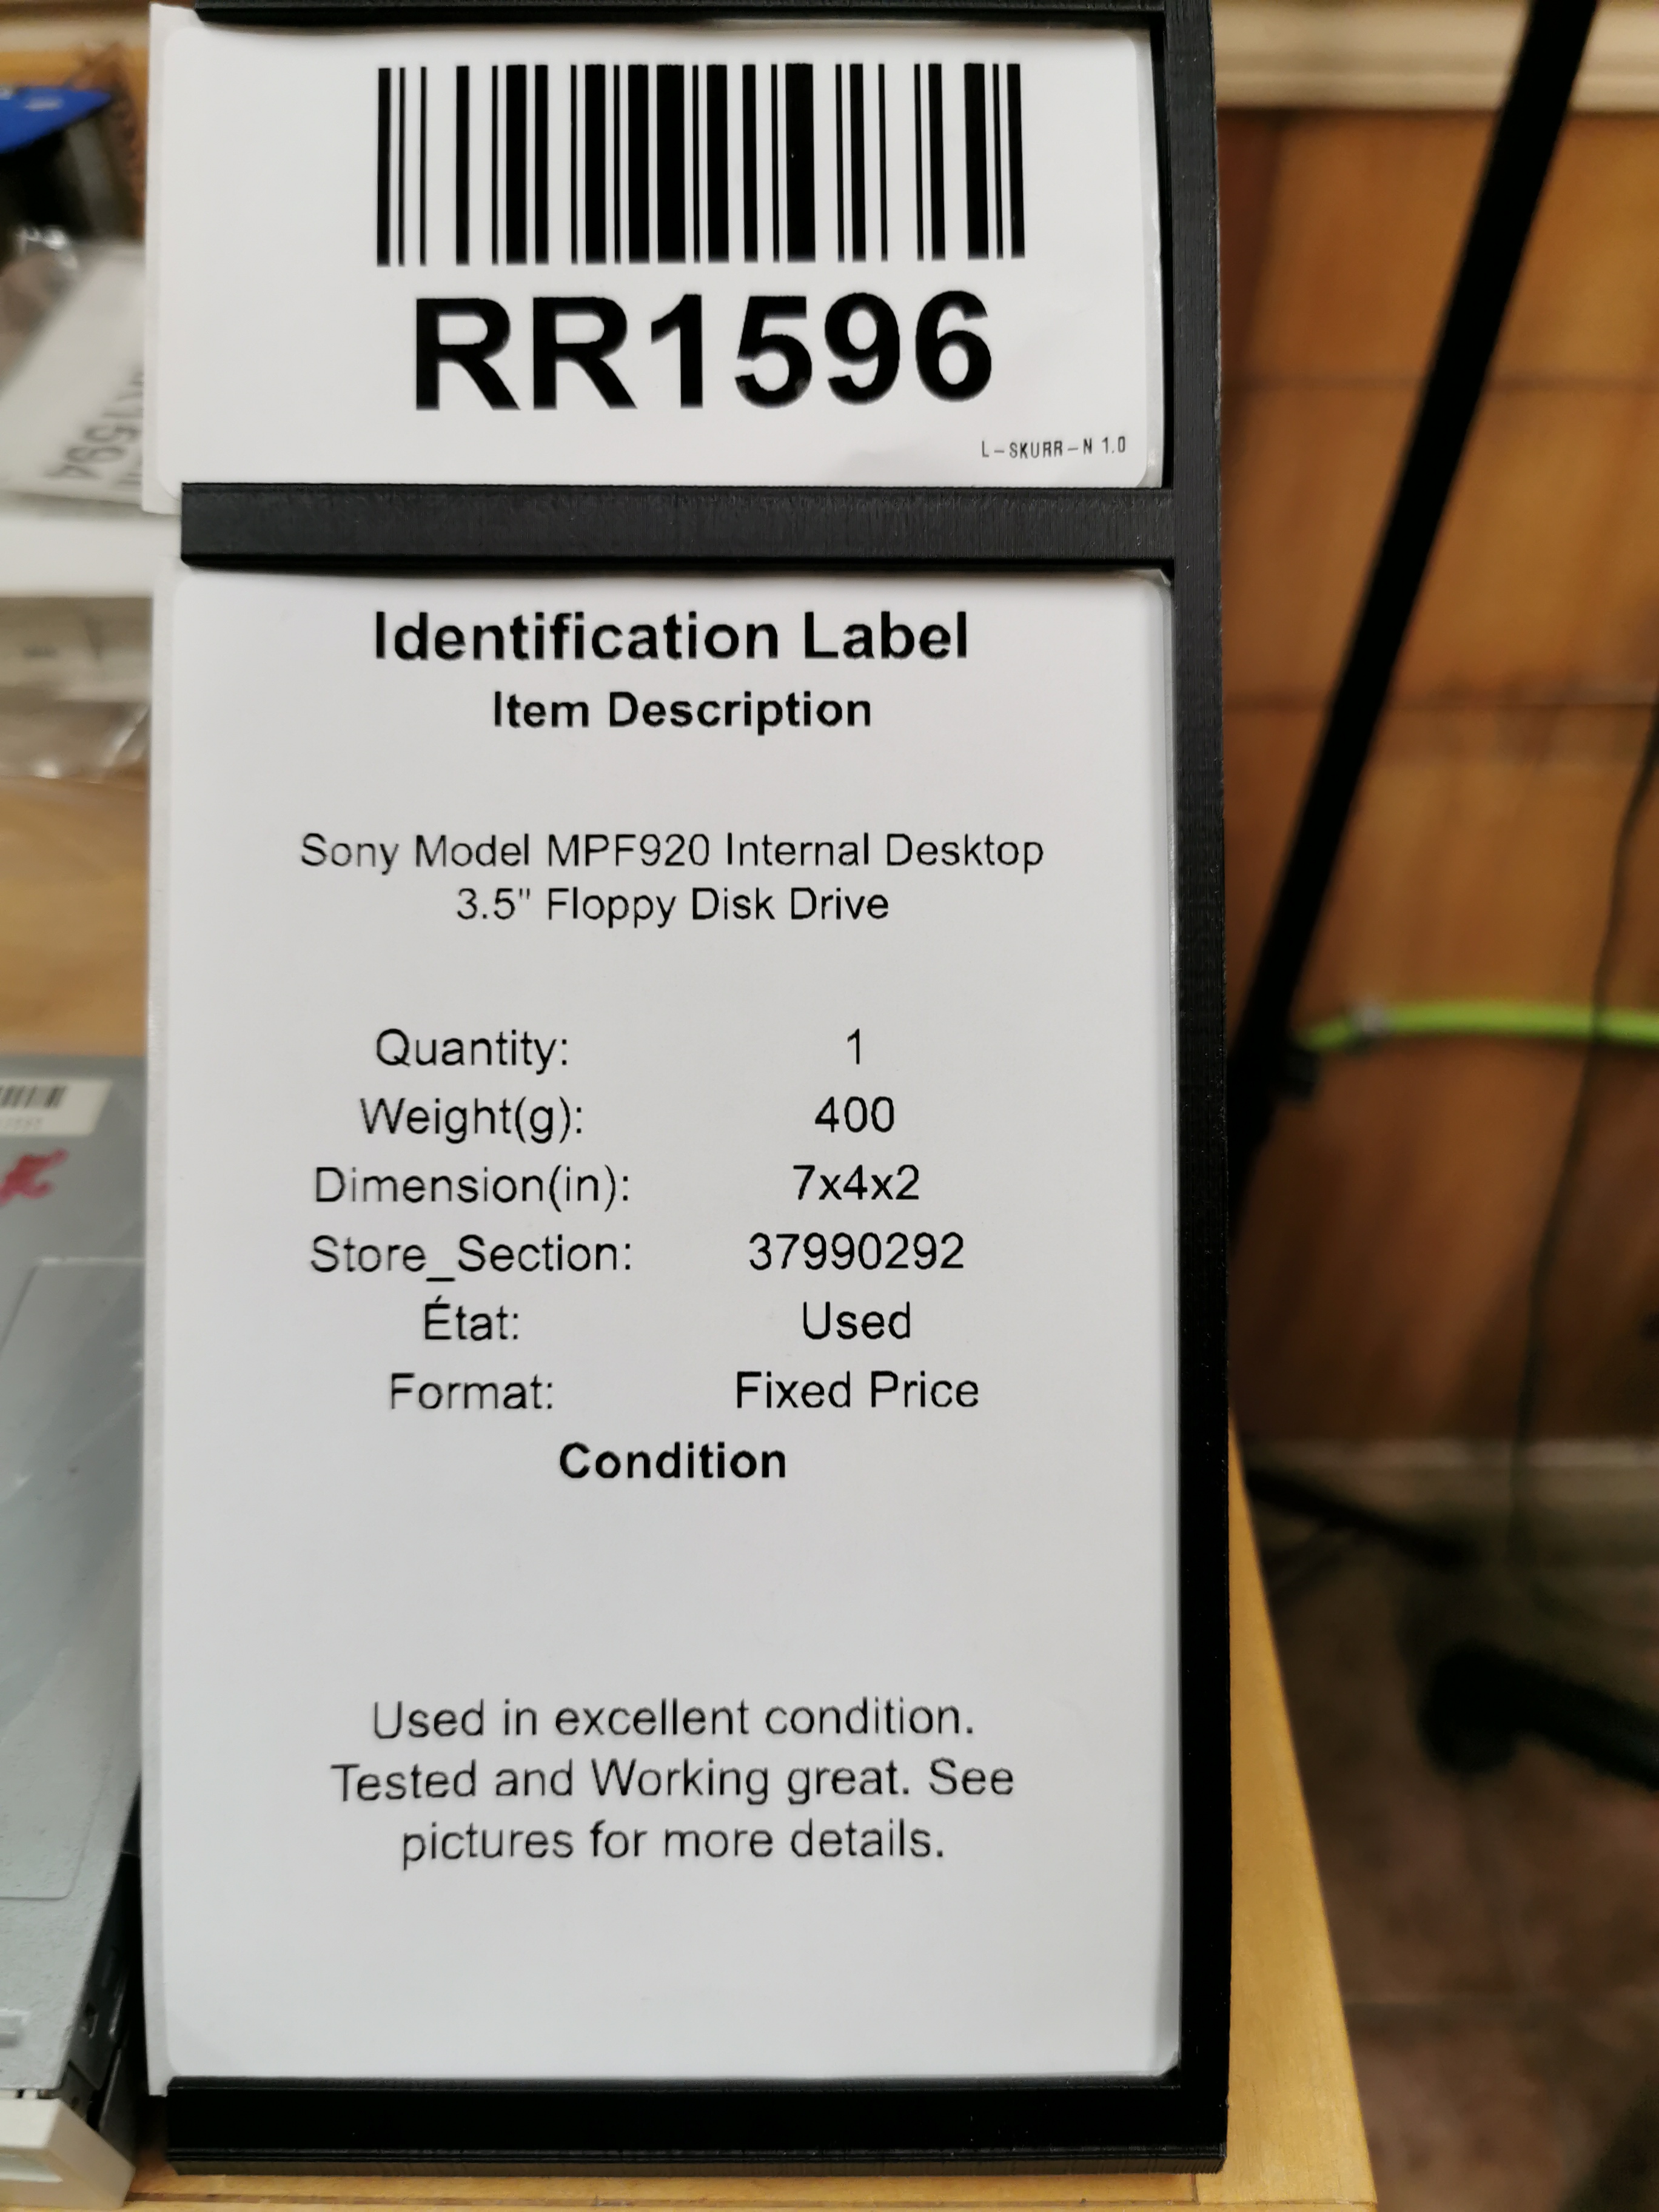 RR1596
L-SKURR-N 1.0
Identification Label
Item Description
Sony Model MPF920 Internal Desktop
3.5" Floppy Disk Drive
Quantity: 1
Weight(g): 400
Dimension(in): 7x4x2
Store_Section: 37990292
État: Used
Format: Fixed Price
Condition
Used in excellent condition.
Tested and Working great. See
pictures for more details.